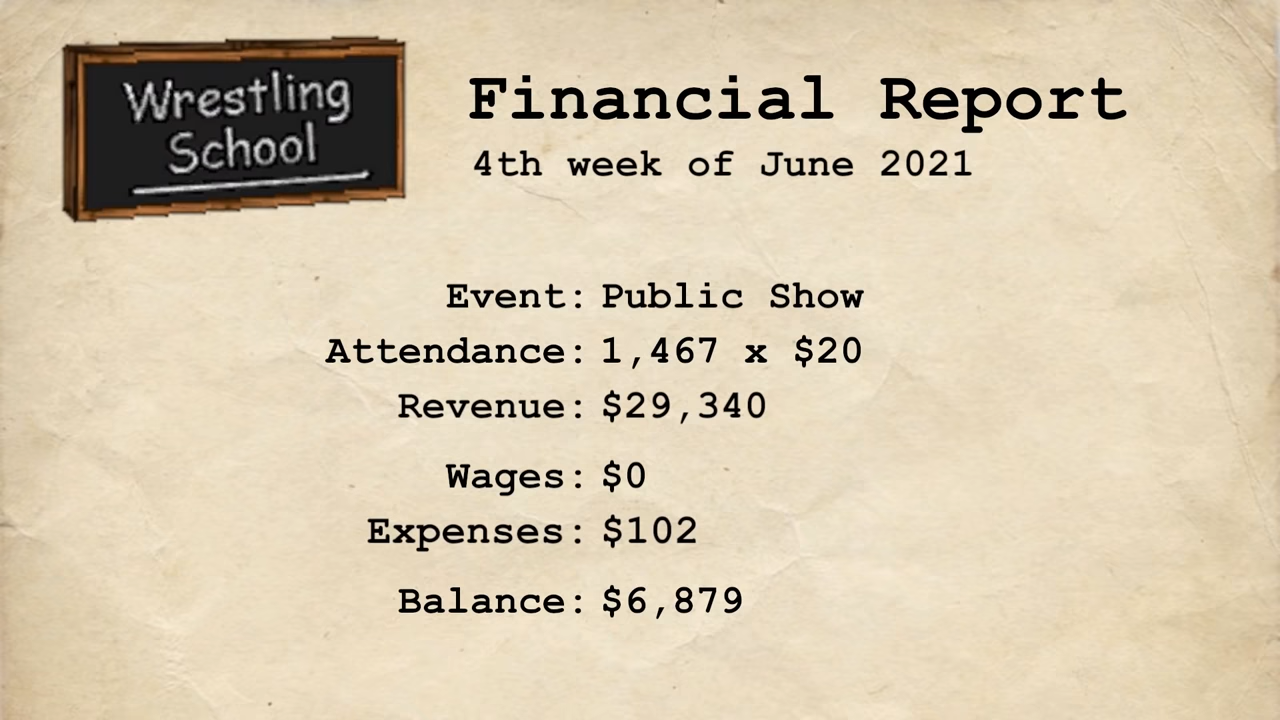 Wrestling
School
Financial Report
4th week of June 2021
Event: Public Show
Attendance: 1,467 x $20
Revenue: $29,340
Wages: $0
Expenses: $102
Balance: $6,879